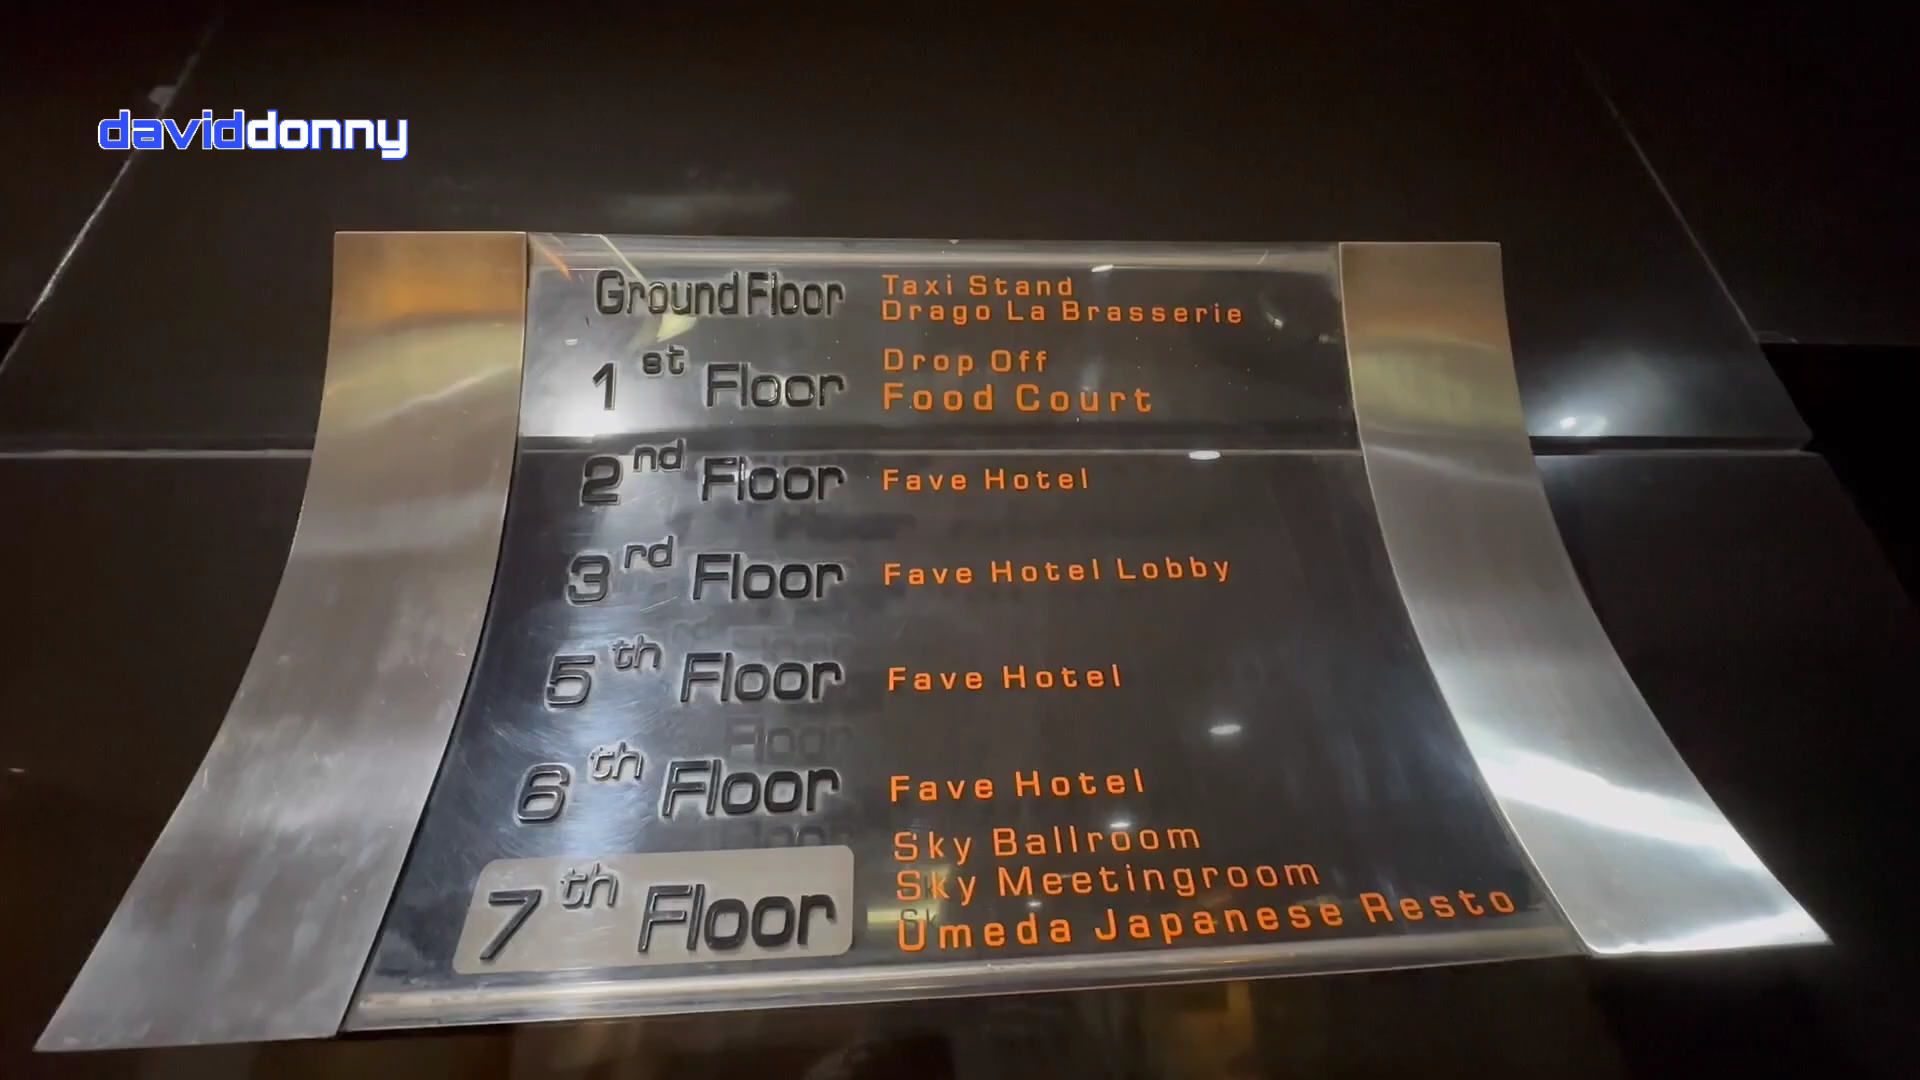 daviddonny
Ground Floor Taxi Stand
Drago La Brasserie
1st Floor Drop Off
Food Court
2nd Floor Fave Hotel
3rd Floor Fave Hotel Lobby
5th Floor Fave Hotel
6th Floor Fave Hotel
7th Floor Sky Ballroom
Sky Meetingroom
Umeda Japanese Resto